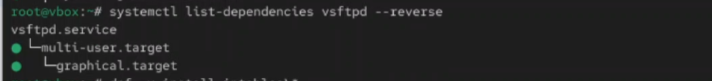 root@vbox:~# systemctl list-dependencies vsftpd --reverse
vsftpd.service
● └─multi-user.target
●   └─graphical.target